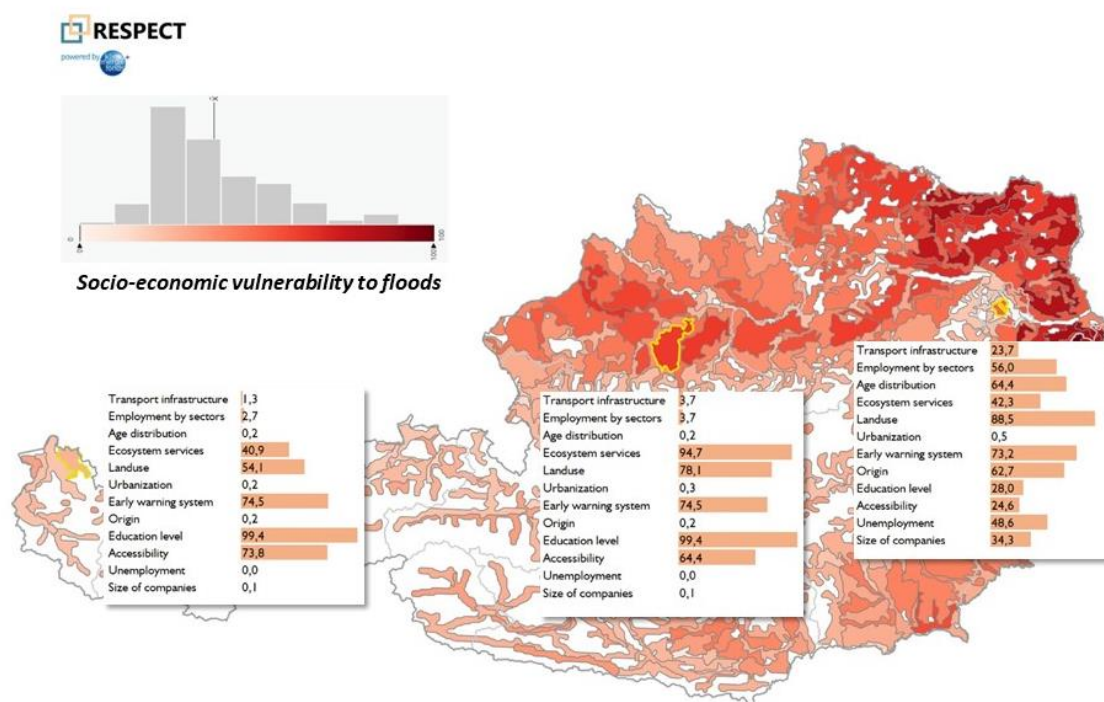 RESPECT
powered by
0
100
0
100
Socio-economic vulnerability to floods
Transport infrastructure 1,3
Employment by sectors 2,7
Age distribution 0,2
Ecosystem services 40,9
Landuse 54,1
Urbanization 0,2
Early warning system 74,5
Origin 0,2
Education level 99,4
Accessibility 73,8
Unemployment 0,0
Size of companies 0,1
Transport infrastructure 3,7
Employment by sectors 3,7
Age distribution 0,2
Ecosystem services 94,7
Landuse 78,1
Urbanization 0,3
Early warning system 74,5
Origin 0,2
Education level 99,4
Accessibility 64,4
Unemployment 0,0
Size of companies 0,1
Transport infrastructure 23,7
Employment by sectors 56,0
Age distribution 64,4
Ecosystem services 42,3
Landuse 88,5
Urbanization 0,5
Early warning system 73,2
Origin 62,7
Education level 28,0
Accessibility 24,6
Unemployment 48,6
Size of companies 34,3